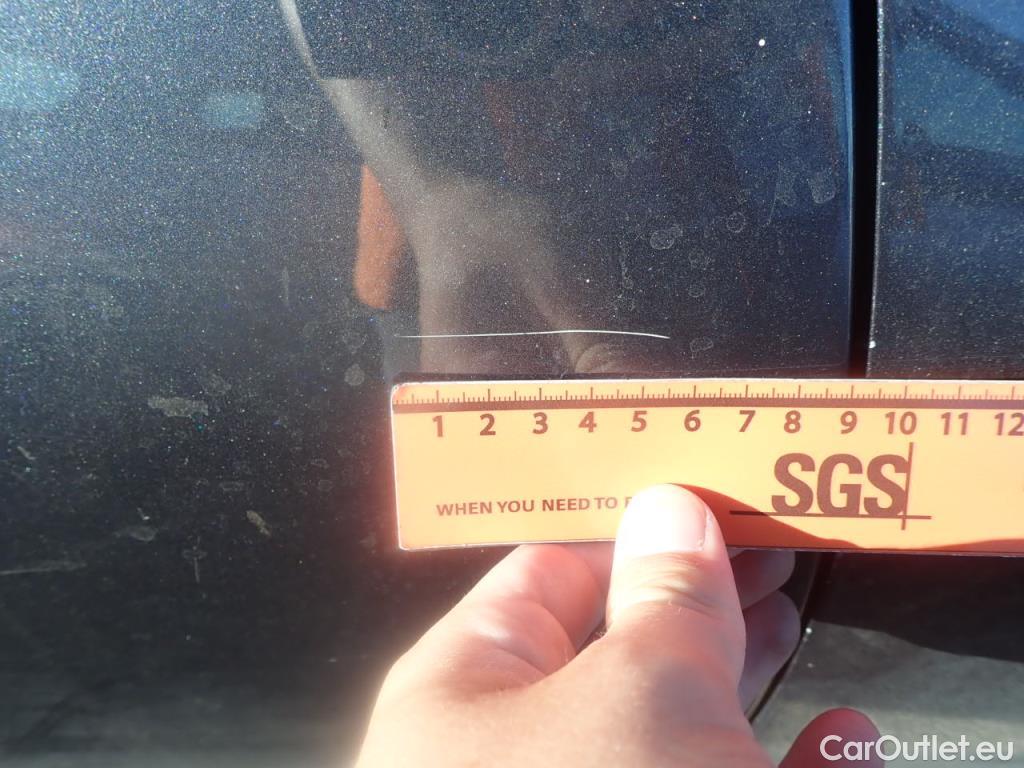 1 2 3 4 5 6 7 8 9 10 11 12
SGS
WHEN YOU NEED TO
CarOutlet.eu